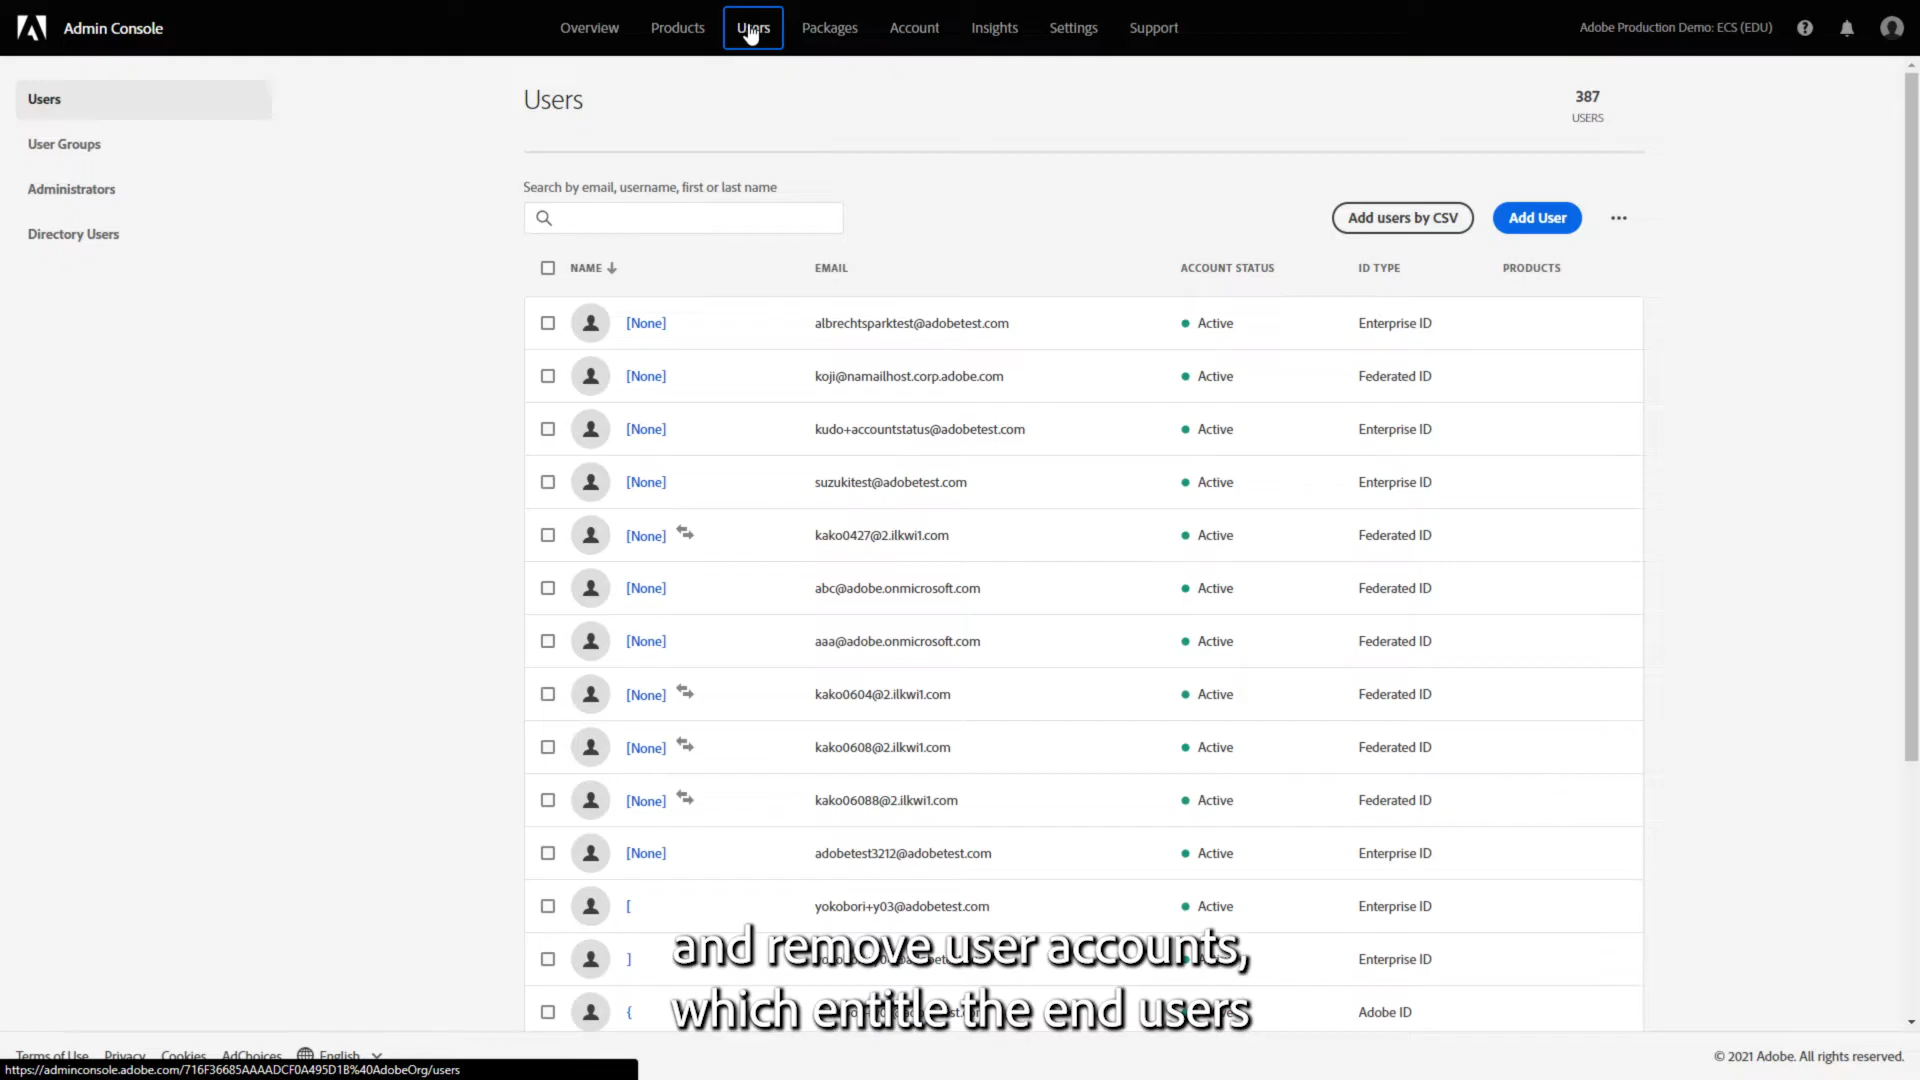 Admin Console
Overview
Products
Users
Packages
Account
Insights
Settings
Support
Adobe Production Demo: ECS (EDU)
Users
User Groups
Administrators
Directory Users
Users
387
USERS
Search by email, username, first or last name
Add users by CSV
Add User
NAME
EMAIL
ACCOUNT STATUS
ID TYPE
PRODUCTS
[None] albrechtsparktest@adobetest.com Active Enterprise ID
[None] koji@namailhost.corp.adobe.com Active Federated ID
[None] kudo+accountstatus@adobetest.com Active Enterprise ID
[None] suzukitest@adobetest.com Active Enterprise ID
[None] kako0427@2.ilkwi1.com Active Federated ID
[None] abc@adobe.onmicrosoft.com Active Federated ID
[None] aaa@adobe.onmicrosoft.com Active Federated ID
[None] kako0604@2.ilkwi1.com Active Federated ID
[None] kako0608@2.ilkwi1.com Active Federated ID
[None] kako06088@2.ilkwi1.com Active Federated ID
[None] adobetest3212@adobetest.com Active Enterprise ID
[ yokobori+y03@adobetest.com Active Enterprise ID
] Enterprise ID
{ Adobe ID
and remove user accounts,
which entitle the end users
Terms of Use Privacy Cookies AdChoices English
© 2021 Adobe. All rights reserved.
https://adminconsole.adobe.com/716F36685AAAADCF0A495D1B%40AdobeOrg/users